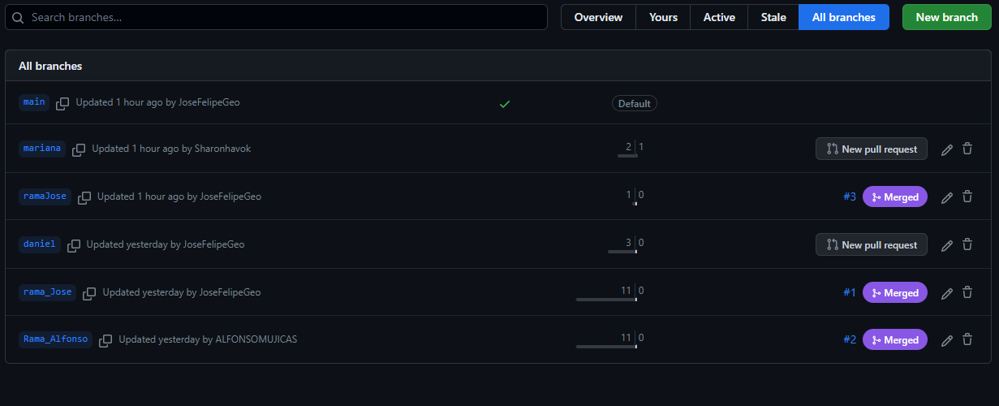 Search branches... Overview Yours Active Stale All branches New branch
All branches
main Updated 1 hour ago by JoseFelipeGeo Default
mariana Updated 1 hour ago by Sharonhavok 2 1 New pull request
ramaJose Updated 1 hour ago by JoseFelipeGeo 1 0 #3 Merged
daniel Updated yesterday by JoseFelipeGeo 3 0 New pull request
rama_Jose Updated yesterday by JoseFelipeGeo 11 0 #1 Merged
Rama_Alfonso Updated yesterday by ALFONSOMUJICAS 11 0 #2 Merged